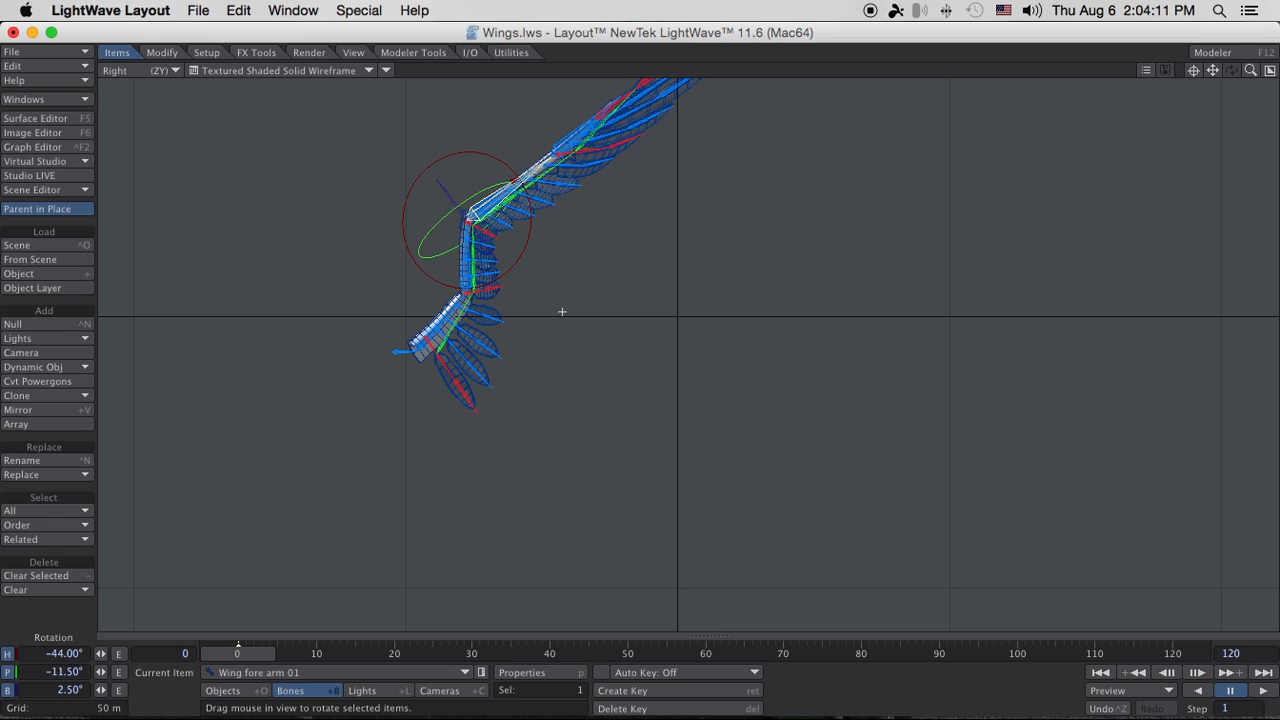 LightWave Layout File Edit Window Special Help Thu Aug 6 2:04:11 PM
Wings.lws - Layout™ NewTek LightWave™ 11.6 (Mac64)
File Items Modify Setup FX Tools Render View Modeler Tools I/O Utilities Modeler F12
Edit Right (ZY) Textured Shaded Solid Wireframe
Help
Windows
Surface Editor F5
Image Editor F6
Graph Editor ^F2
Virtual Studio
Studio LIVE
Scene Editor
Parent in Place
Load
Scene ^O
From Scene
Object +
Object Layer
Add
Null ^N
Lights
Camera
Dynamic Obj
Cvt Powergons
Clone
Mirror +V
Array
Replace
Rename ^N
Replace
Select
All
Order
Related
Delete
Clear Selected -
Clear
Rotation
H -44.00° E 0 0 10 20 30 40 50 60 70 80 90 100 110 120 120
P -11.50° E Current Item Wing fore arm 01 Properties p Auto Key: Off
B 2.50° E Objects +O Bones +B Lights +L Cameras +C Sel: 1 Create Key ret Preview
Grid: 50 m Drag mouse in view to rotate selected items. Delete Key del Undo ^Z Redo Step 1